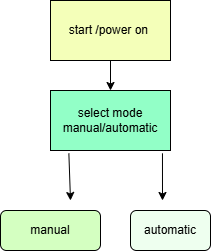 start /power on
select mode
manual/automatic
manual
automatic